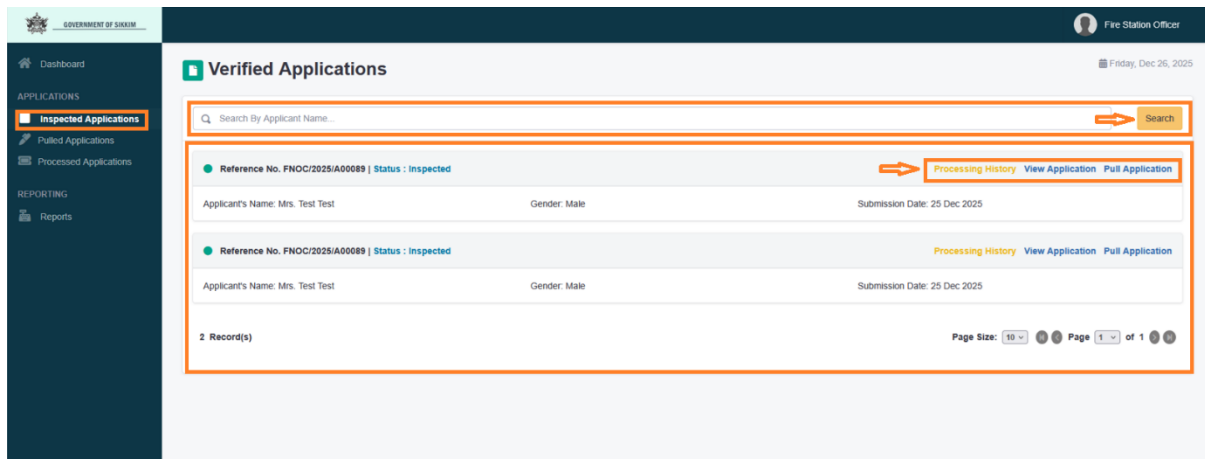 GOVERNMENT OF SIKKIM
Fire Station Officer
Dashboard
APPLICATIONS
Inspected Applications
Pulled Applications
Processed Applications
REPORTING
Reports
Verified Applications
Friday, Dec 26, 2025
Search By Applicant Name...
Search
Reference No. FNOC/2025/A00089 | Status : Inspected
Processing History View Application Pull Application
Applicant's Name: Mrs. Test Test Gender: Male Submission Date: 25 Dec 2025
Reference No. FNOC/2025/A00089 | Status : Inspected
Processing History View Application Pull Application
Applicant's Name: Mrs. Test Test Gender: Male Submission Date: 25 Dec 2025
2 Record(s)
Page Size: 10 Page 1 of 1